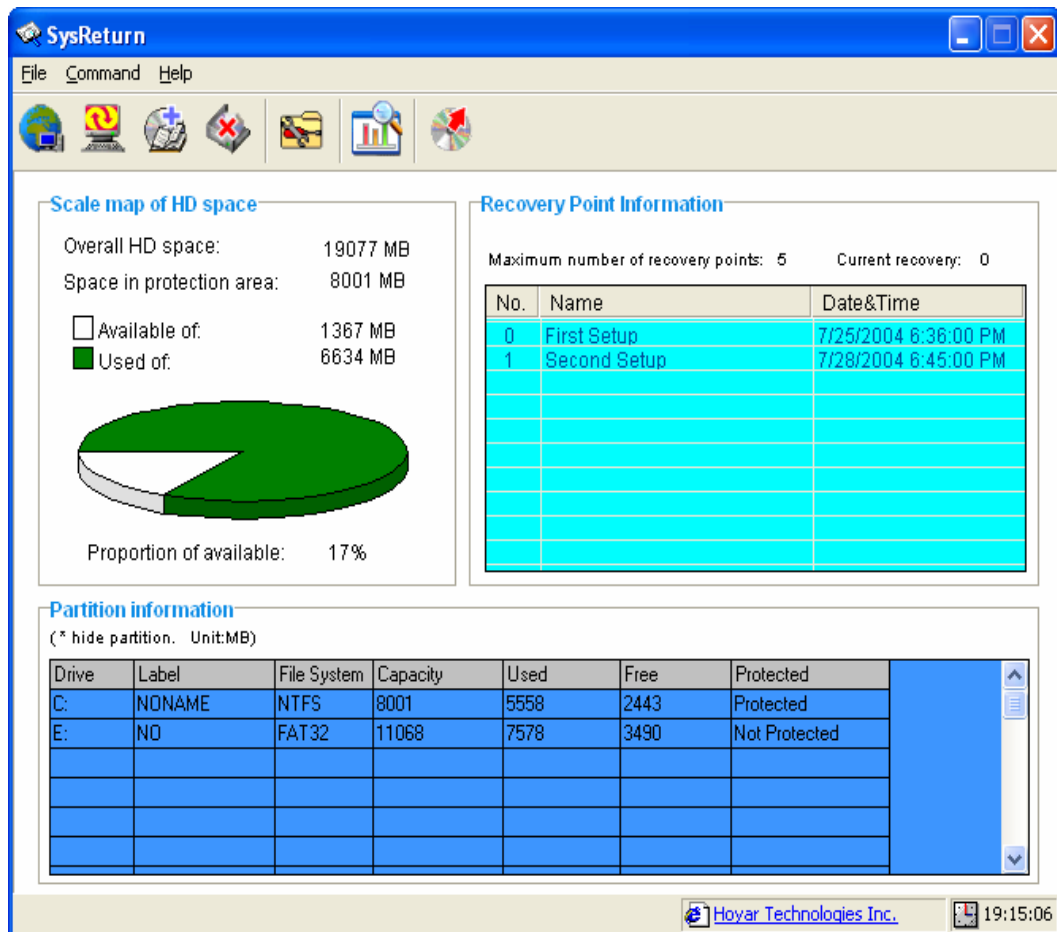 SysReturn
File Command Help
Scale map of HD space
Overall HD space: 19077 MB
Space in protection area: 8001 MB
Available of: 1367 MB
Used of: 6634 MB
Proportion of available: 17%
Recovery Point Information
Maximum number of recovery points: 5 Current recovery: 0
No. Name Date&Time
0 First Setup 7/25/2004 6:36:00 PM
1 Second Setup 7/28/2004 6:45:00 PM
Partition information
(* hide partition. Unit:MB)
Drive Label File System Capacity Used Free Protected
C: NONAME NTFS 8001 5558 2443 Protected
E: NO FAT32 11068 7578 3490 Not Protected
Hoyar Technologies Inc. 19:15:06